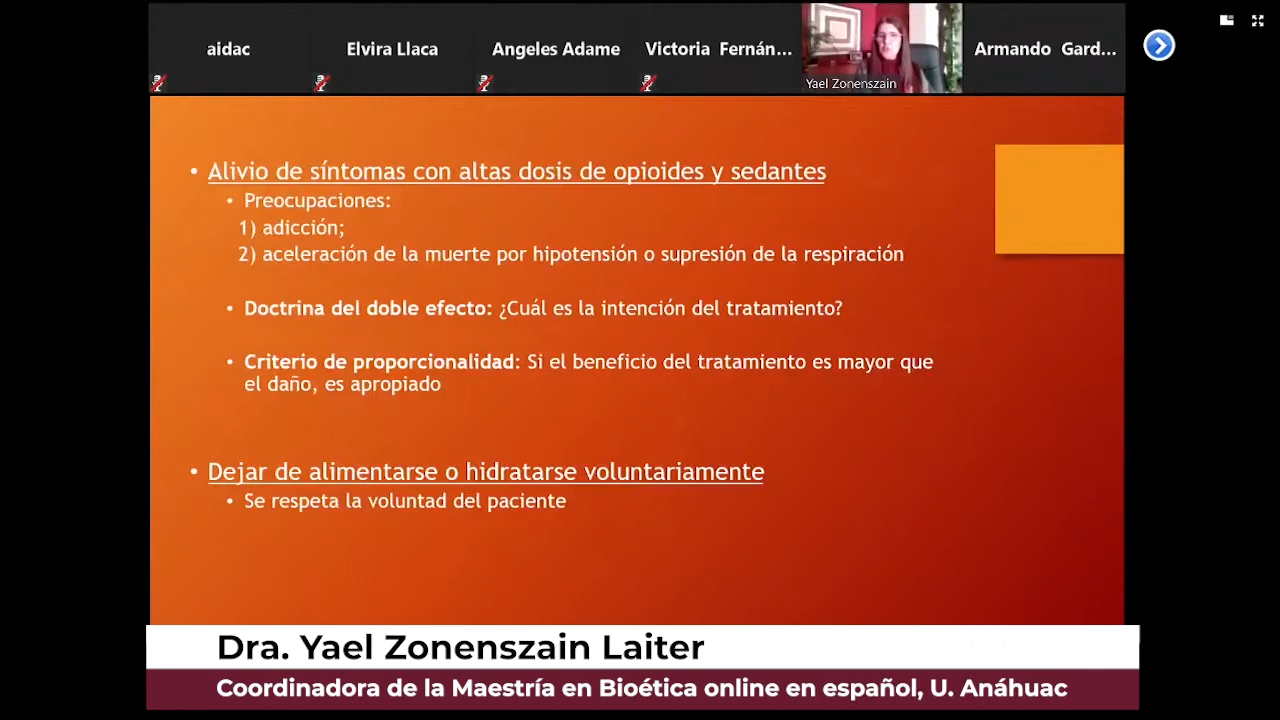 aidac
Elvira Llaca
Angeles Adame
Victoria Fernán...
Yael Zonenszain
Armando Gard...
• Alivio de síntomas con altas dosis de opioides y sedantes
• Preocupaciones:
1) adicción;
2) aceleración de la muerte por hipotensión o supresión de la respiración
• Doctrina del doble efecto: ¿Cuál es la intención del tratamiento?
• Criterio de proporcionalidad: Si el beneficio del tratamiento es mayor que
el daño, es apropiado
• Dejar de alimentarse o hidratarse voluntariamente
• Se respeta la voluntad del paciente
Dra. Yael Zonenszain Laiter
Coordinadora de la Maestría en Bioética online en español, U. Anáhuac